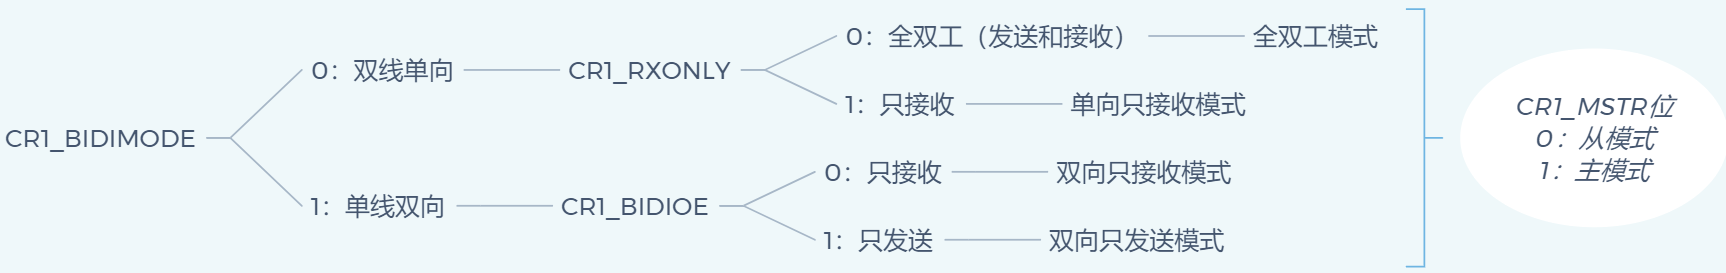 CR1_BIDIMODE
0：双线单向
CR1_RXONLY
0：全双工（发送和接收）
全双工模式
1：只接收
单向只接收模式
1：单线双向
CR1_BIDIOE
0：只接收
双向只接收模式
1：只发送
双向只发送模式
CR1_MSTR位
0：从模式
1：主模式